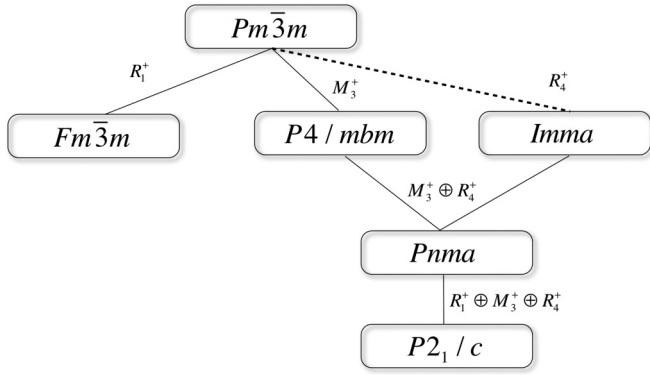 Pm3̅m
R₁⁺
M₃⁺
R₄⁺
Fm3̅m
P4 / mbm
Imma
M₃⁺ ⊕ R₄⁺
Pnma
R₁⁺ ⊕ M₃⁺ ⊕ R₄⁺
P2₁ / c